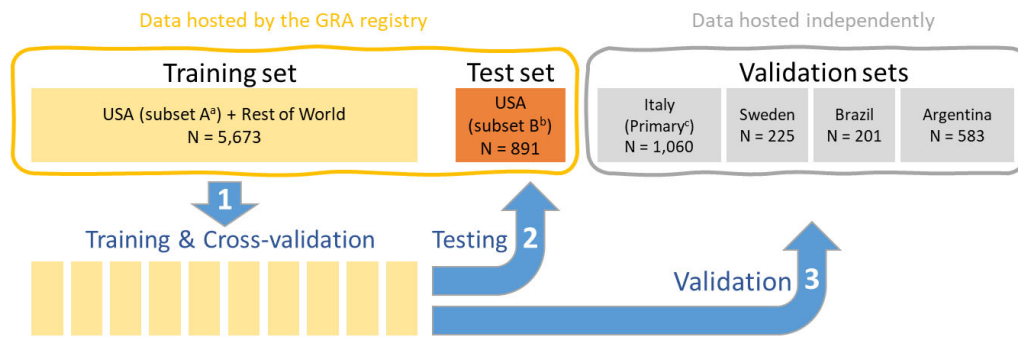 Data hosted by the GRA registry
Data hosted independently
Training set
Test set
Validation sets
USA (subset Aᵃ) + Rest of World
N = 5,673
USA
(subset Bᵇ)
N = 891
Italy
(Primaryᶜ)
N = 1,060
Sweden
N = 225
Brazil
N = 201
Argentina
N = 583
1
Training & Cross-validation
Testing
2
Validation
3